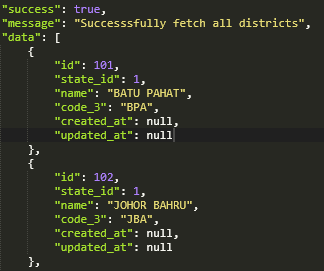 "success": true,
"message": "Successsfully fetch all districts",
"data": [
{
"id": 101,
"state_id": 1,
"name": "BATU PAHAT",
"code_3": "BPA",
"created_at": null,
"updated_at": null
},
{
"id": 102,
"state_id": 1,
"name": "JOHOR BAHRU",
"code_3": "JBA",
"created_at": null,
"updated_at": null
},